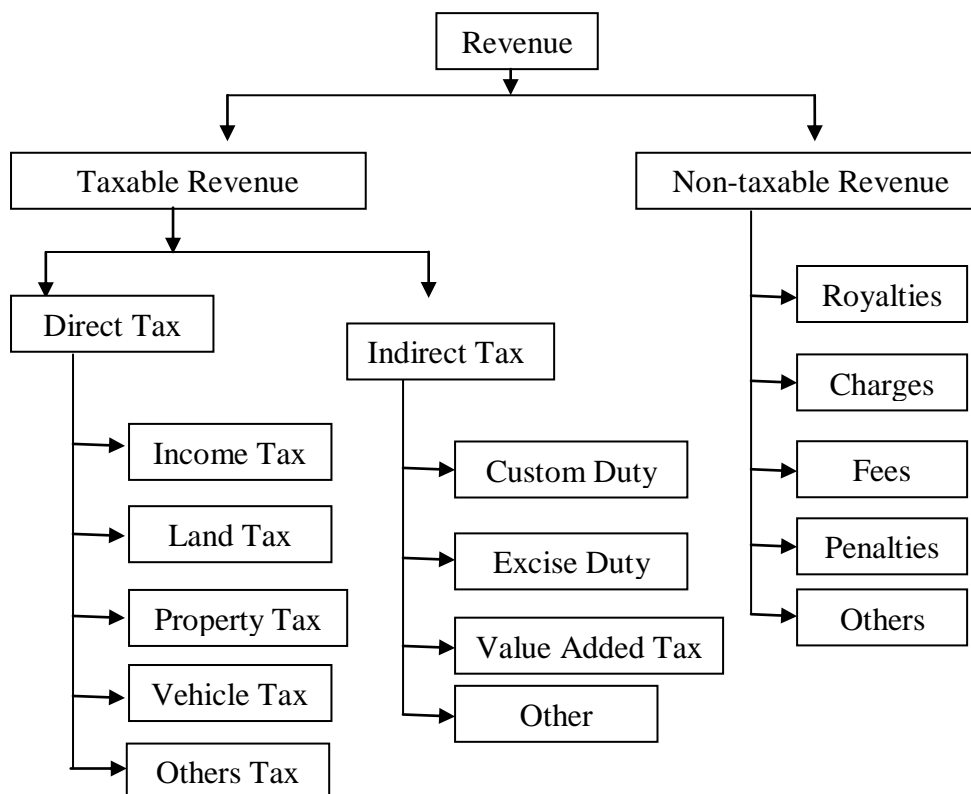 Revenue
Taxable Revenue
Non-taxable Revenue
Direct Tax
Indirect Tax
Income Tax
Land Tax
Property Tax
Vehicle Tax
Others Tax
Custom Duty
Excise Duty
Value Added Tax
Other
Royalties
Charges
Fees
Penalties
Others